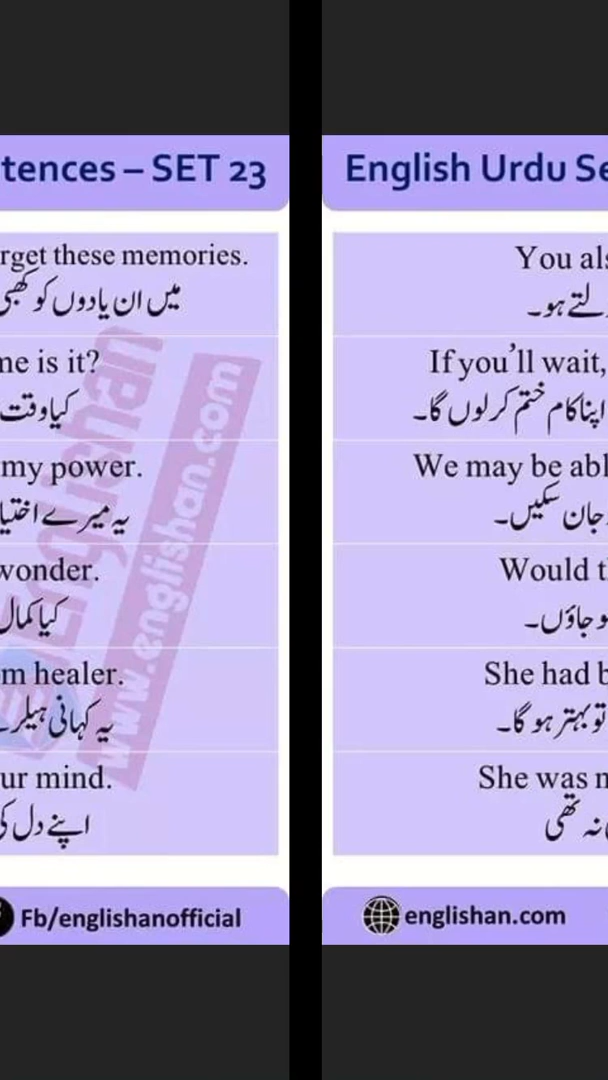 tences – SET 23
rget these memories.
میں ان یادوں کو کبھی
me is it?
کیا وقت
my power.
یہ میرے اختیا
wonder.
کیا کمال
m healer.
یہ کہانی ہیلر
ur mind.
اپنے دل کی
englishan
www.englishan.com
Fb/englishanofficial
English Urdu Se
You als
لتے ہو۔
If you'll wait,
اپنا کام ختم کر لوں گا۔
We may be abl
جان سکیں۔
Would t
و جاؤں۔
She had b
تو بہتر ہو گا۔
She was n
نہ تھی
englishan.com